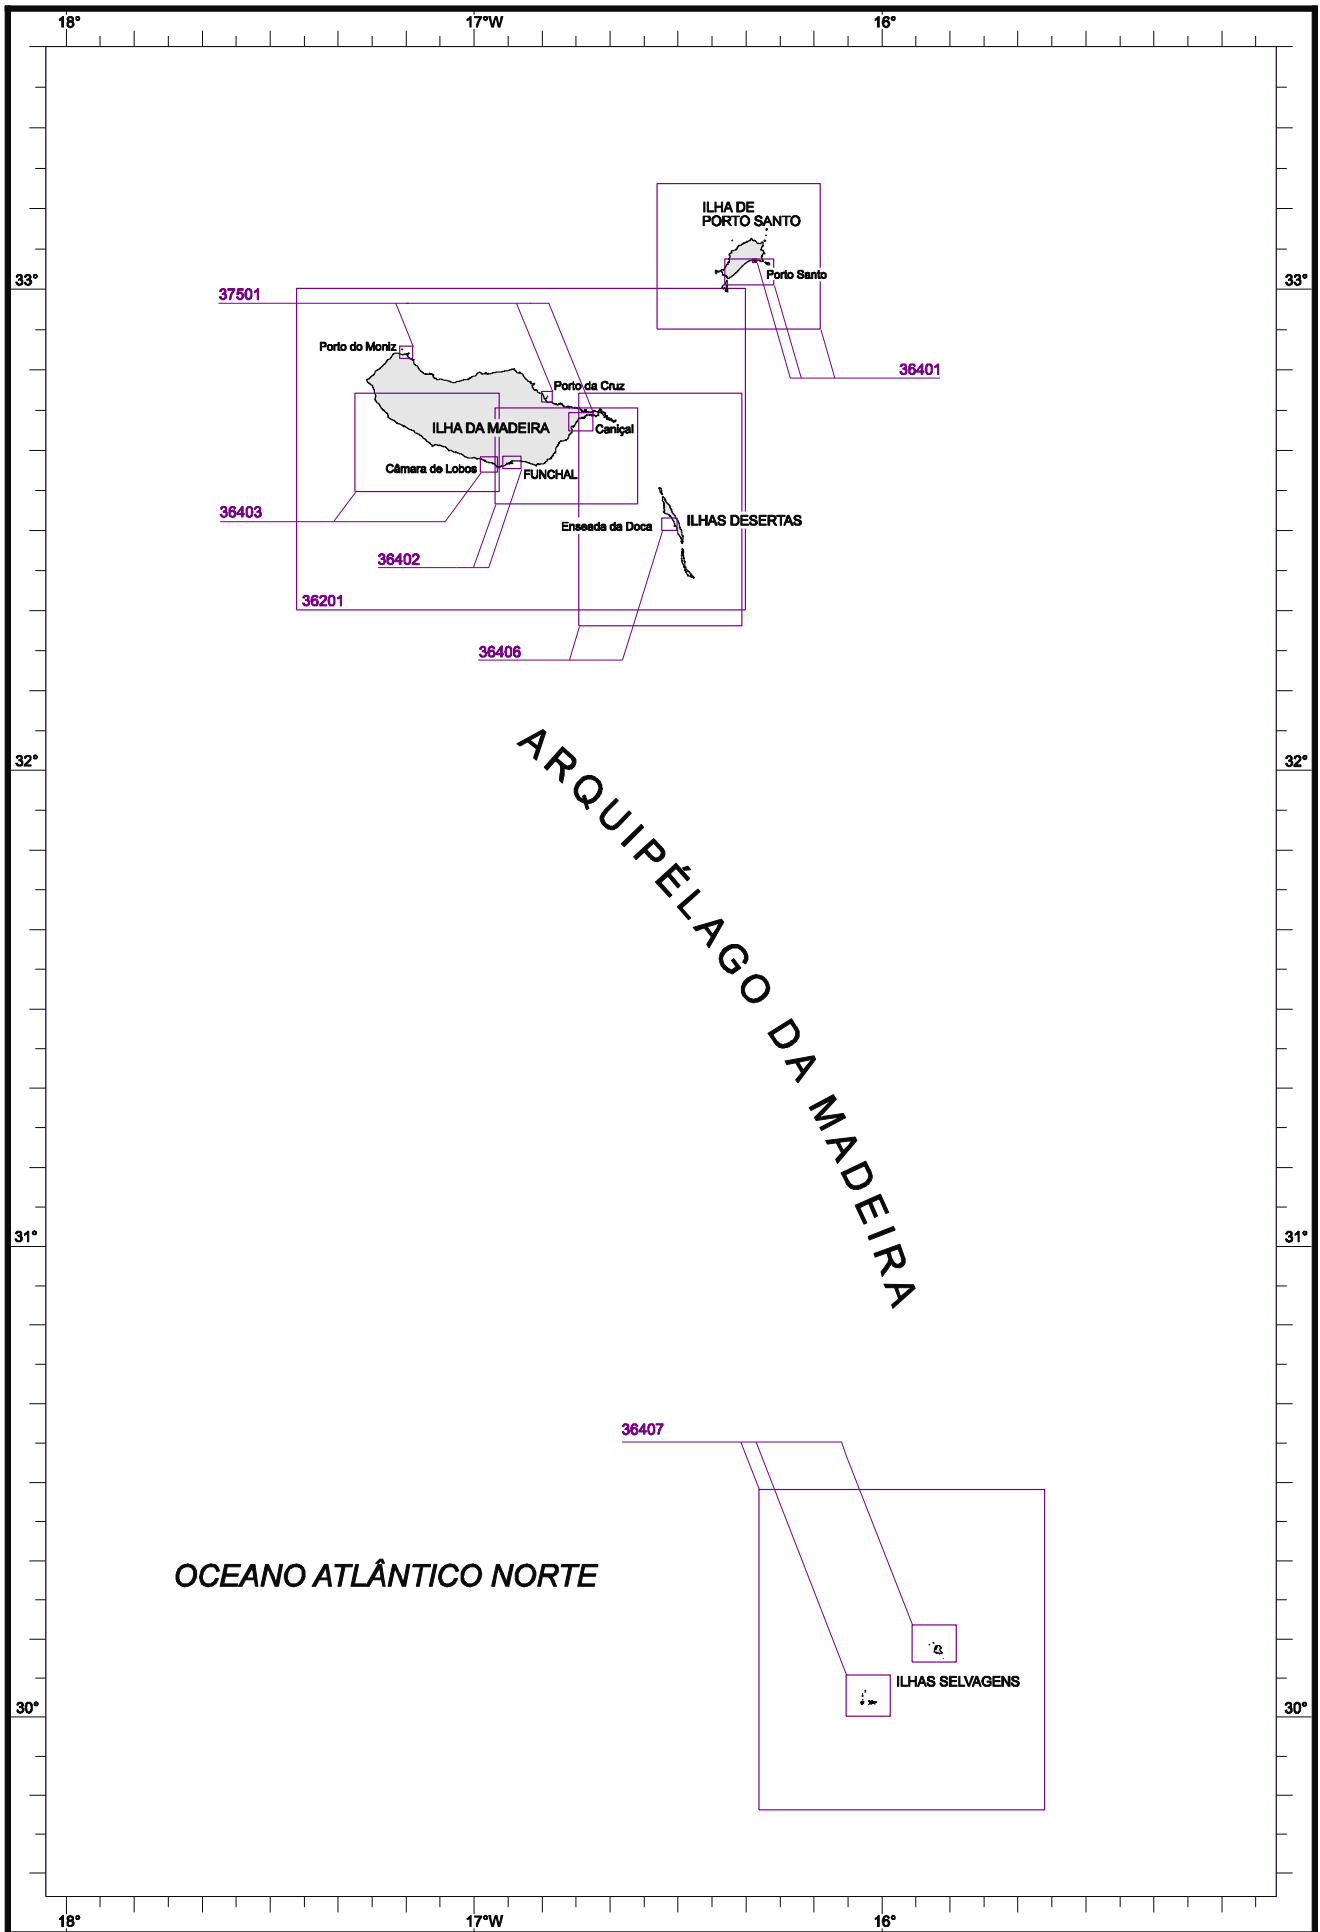 18°
17°W
16°
ILHA DE
PORTO SANTO
Porto Santo
33°
33°
37501
Porto do Moniz
36401
Porto da Cruz
ILHA DA MADEIRA
Caniçal
Câmara de Lobos
FUNCHAL
36403
ILHAS DESERTAS
Enseada da Doca
36402
36201
36406
ARQUIPÉLAGO DA MADEIRA
32°
32°
31°
31°
36407
OCEANO ATLÂNTICO NORTE
ILHAS SELVAGENS
30°
30°
18°
17°W
16°